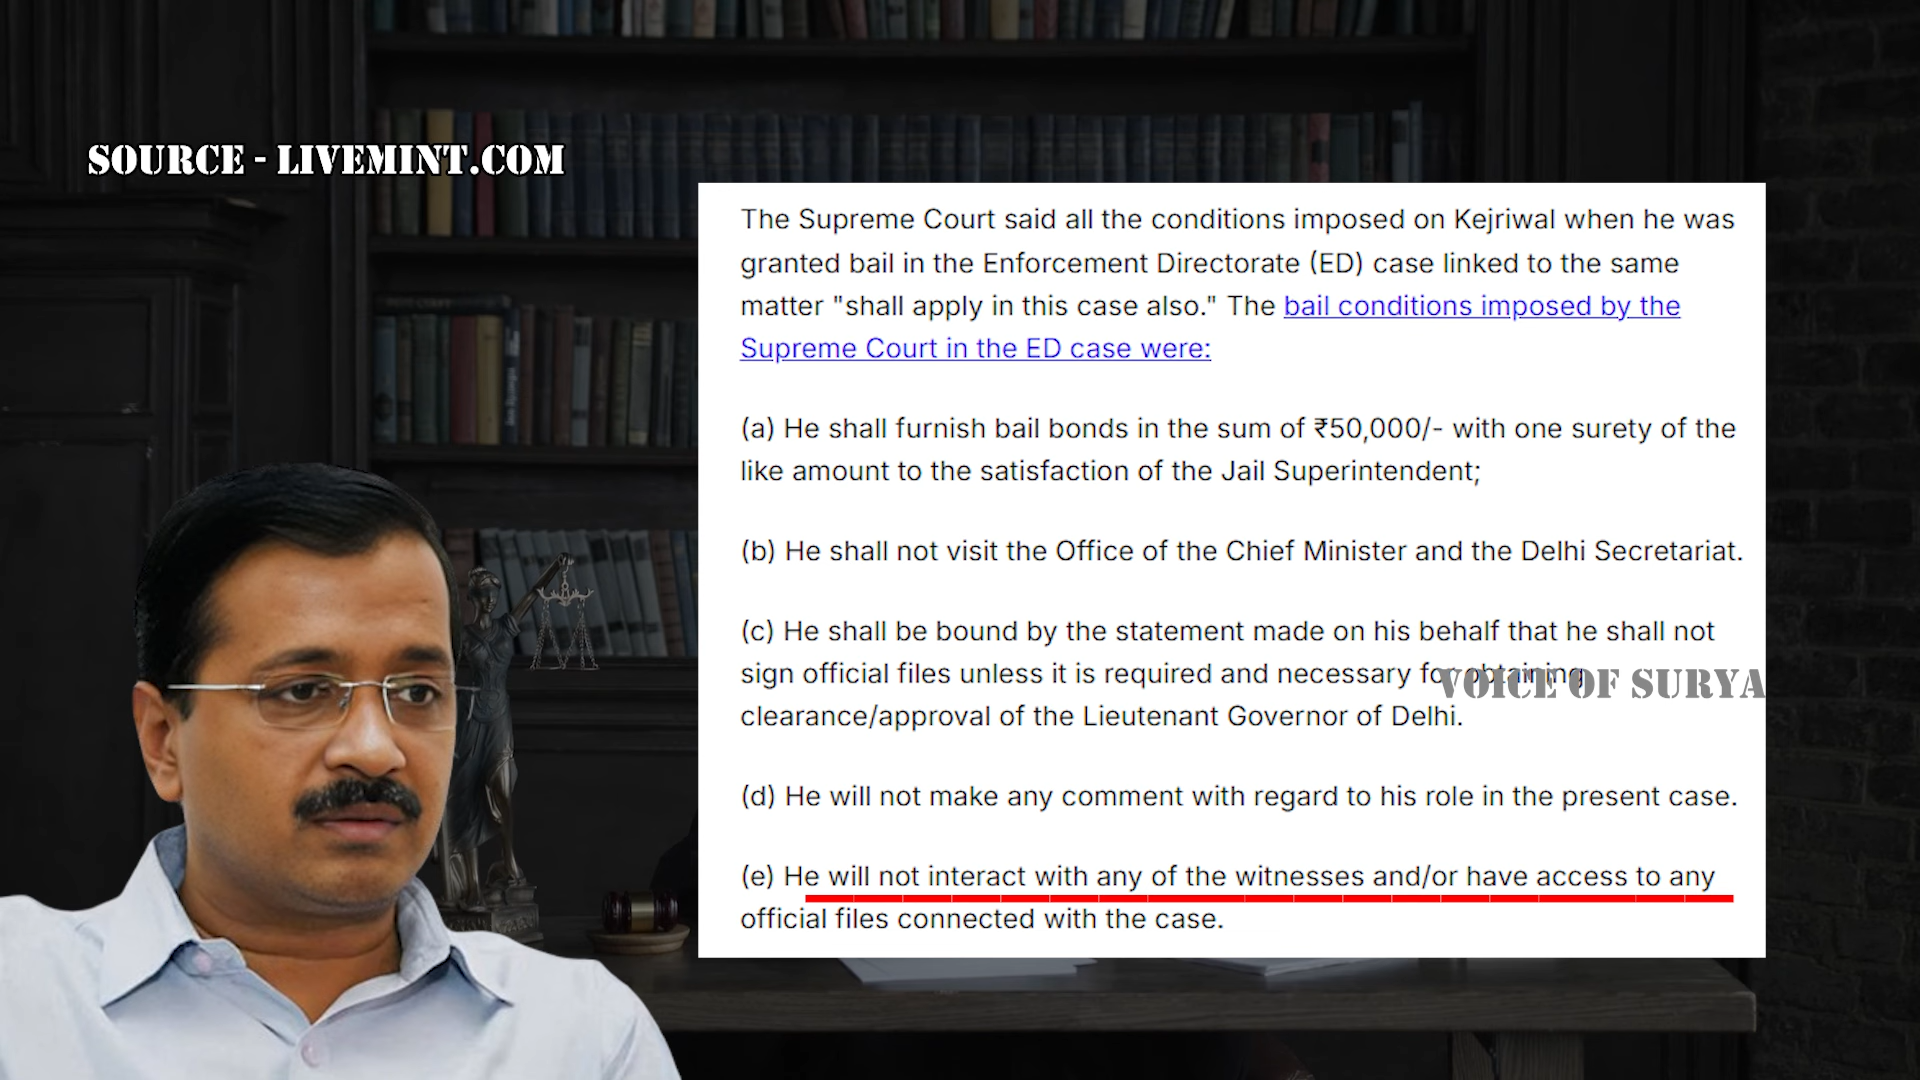 SOURCE - LIVEMINT.COM
The Supreme Court said all the conditions imposed on Kejriwal when he was
granted bail in the Enforcement Directorate (ED) case linked to the same
matter "shall apply in this case also." The bail conditions imposed by the
Supreme Court in the ED case were:
(a) He shall furnish bail bonds in the sum of ₹50,000/- with one surety of the
like amount to the satisfaction of the Jail Superintendent;
(b) He shall not visit the Office of the Chief Minister and the Delhi Secretariat.
(c) He shall be bound by the statement made on his behalf that he shall not
sign official files unless it is required and necessary for obtaining
VOICE OF SURYA
clearance/approval of the Lieutenant Governor of Delhi.
(d) He will not make any comment with regard to his role in the present case.
(e) He will not interact with any of the witnesses and/or have access to any
official files connected with the case.